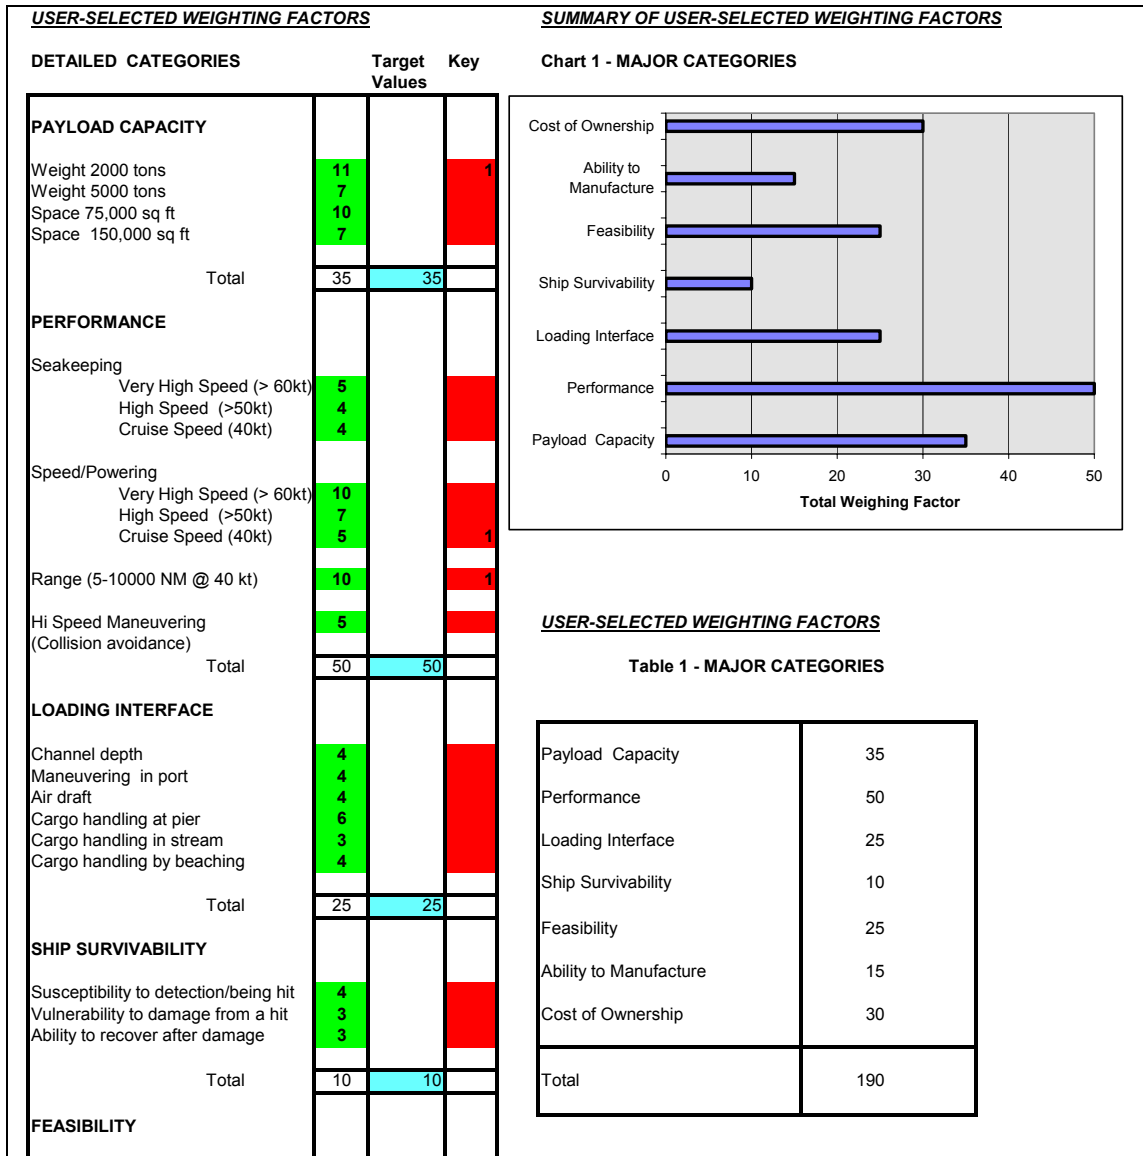 USER-SELECTED WEIGHTING FACTORS
DETAILED CATEGORIES Target Values Key
PAYLOAD CAPACITY
Weight 2000 tons 11 1
Weight 5000 tons 7
Space 75,000 sq ft 10
Space 150,000 sq ft 7
Total 35 35
PERFORMANCE
Seakeeping
Very High Speed (> 60kt) 5
High Speed (>50kt) 4
Cruise Speed (40kt) 4
Speed/Powering
Very High Speed (> 60kt) 10
High Speed (>50kt) 7
Cruise Speed (40kt) 5 1
Range (5-10000 NM @ 40 kt) 10 1
Hi Speed Maneuvering 5
(Collision avoidance)
Total 50 50
LOADING INTERFACE
Channel depth 4
Maneuvering in port 4
Air draft 4
Cargo handling at pier 6
Cargo handling in stream 3
Cargo handling by beaching 4
Total 25 25
SHIP SURVIVABILITY
Susceptibility to detection/being hit 4
Vulnerability to damage from a hit 3
Ability to recover after damage 3
Total 10 10
FEASIBILITY
SUMMARY OF USER-SELECTED WEIGHTING FACTORS
Chart 1 - MAJOR CATEGORIES
Cost of Ownership
Ability to
Manufacture
Feasibility
Ship Survivability
Loading Interface
Performance
Payload Capacity
0 10 20 30 40 50
Total Weighing Factor
USER-SELECTED WEIGHTING FACTORS
Table 1 - MAJOR CATEGORIES
Payload Capacity 35
Performance 50
Loading Interface 25
Ship Survivability 10
Feasibility 25
Ability to Manufacture 15
Cost of Ownership 30
Total 190